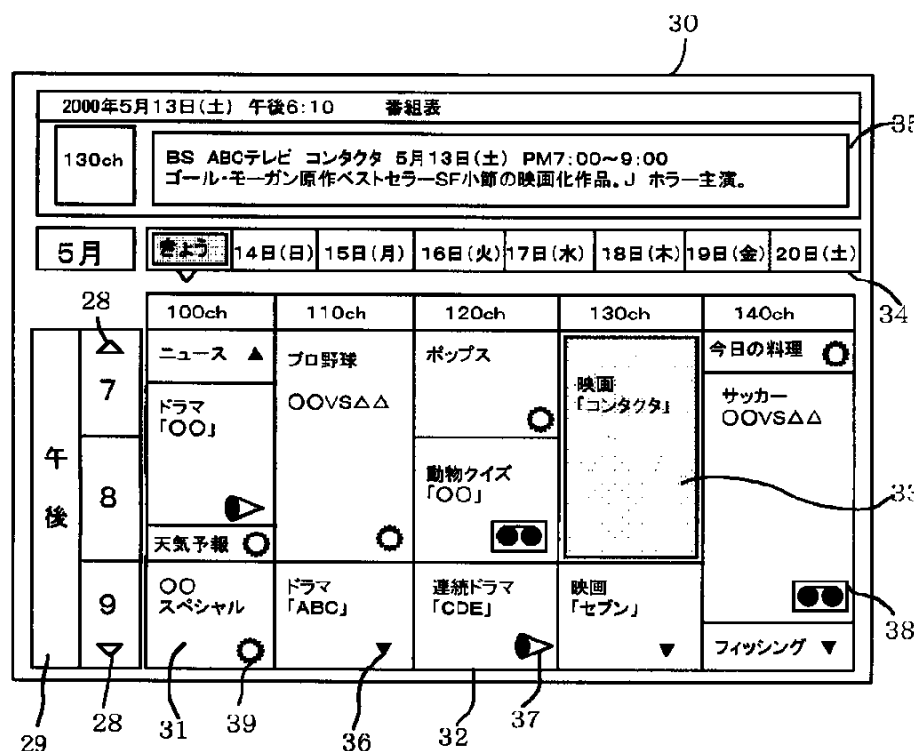 30
2000年5月13日(土) 午後6:10 番組表
35
130ch
BS ABCテレビ コンタクタ 5月13日(土) PM7:00~9:00
ゴール・モーガン原作ベストセラーSF小節の映画化作品。J ホラー主演。
5月
きょう 14日(日) 15日(月) 16日(火) 17日(水) 18日(木) 19日(金) 20日(土)
34
28
100ch 110ch 120ch 130ch 140ch
午後
7
8
9
ニュース ▲
ドラマ
「〇〇」
天気予報
〇〇
スペシャル
プロ野球
〇〇VS△△
ドラマ
「ABC」
▼
ポップス
動物クイズ
「〇〇」
連続ドラマ
「CDE」
映画
「コンタクタ」
映画
「セブン」
▼
今日の料理
サッカー
〇〇VS△△
フィッシング ▼
33
38
29 28 31 39 36 32 37